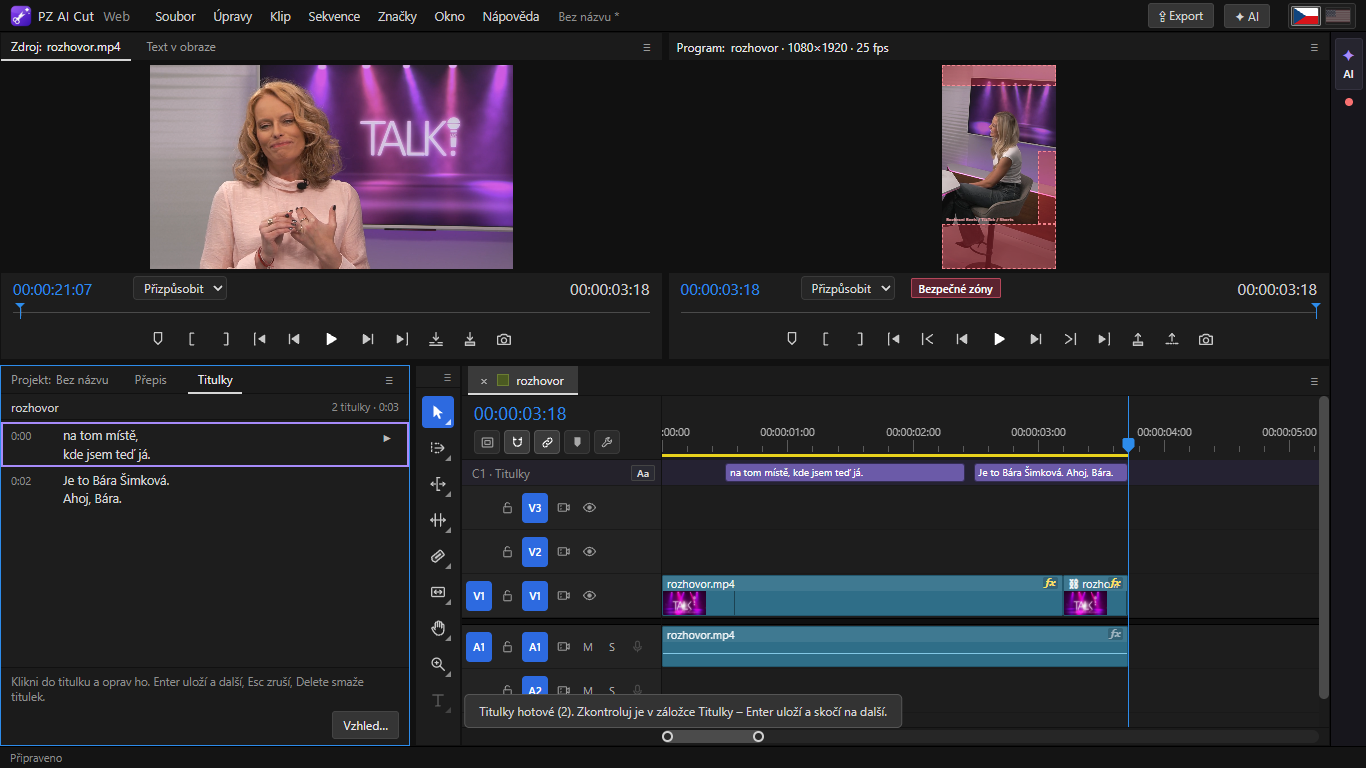 PZ AI Cut Web Soubor Úpravy Klip Sekvence Značky Okno Nápověda Bez názvu * Export AI
Zdroj: rozhovor.mp4 Text v obraze
Program: rozhovor · 1080×1920 · 25 fps
AI
TALK!
00:00:21:07 Přizpůsobit 00:00:03:18
00:00:03:18 Přizpůsobit Bezpečné zóny 00:00:03:18
Projekt: Bez názvu Přepis Titulky
rozhovor 2 titulky · 0:03
0:00 na tom místě,
kde jsem teď já.
0:02 Je to Bára Šimková.
Ahoj, Bára.
Klikni do titulku a oprav ho. Enter uloží a další, Esc zruší, Delete smaže
titulek.
Vzhled...
× rozhovor
00:00:03:18
:00:00 00:00:01:00 00:00:02:00 00:00:03:00 00:00:04:00 00:00:05:00
C1 · Titulky Aa na tom místě, kde jsem teď já. Je to Bára Šimková. Ahoj, Bára.
V3
V2
V1 V1 rozhovor.mp4 fx rozho fx
TALK TALK
A1 A1 M S rozhovor.mp4 fx
A2 M S
T
Titulky hotové (2). Zkontroluj je v záložce Titulky – Enter uloží a skočí na další.
Připraveno